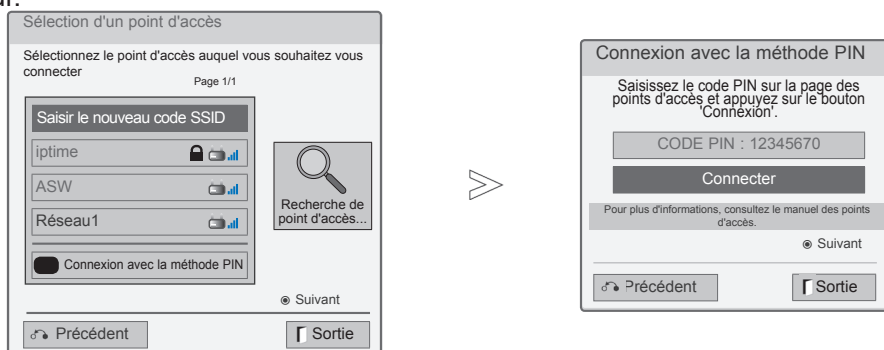 Sélection d'un point d'accès
Sélectionnez le point d'accès auquel vous souhaitez vous
connecter
Page 1/1
Saisir le nouveau code SSID
iptime
ASW
Réseau1
Connexion avec la méthode PIN
Recherche de
point d'accès...
Suivant
Précédent
Sortie
Connexion avec la méthode PIN
Saisissez le code PIN sur la page des
points d'accès et appuyez sur le bouton
'Connexion'.
CODE PIN : 12345670
Connecter
Pour plus d'informations, consultez le manuel des points
d'accès.
Suivant
Précédent
Sortie